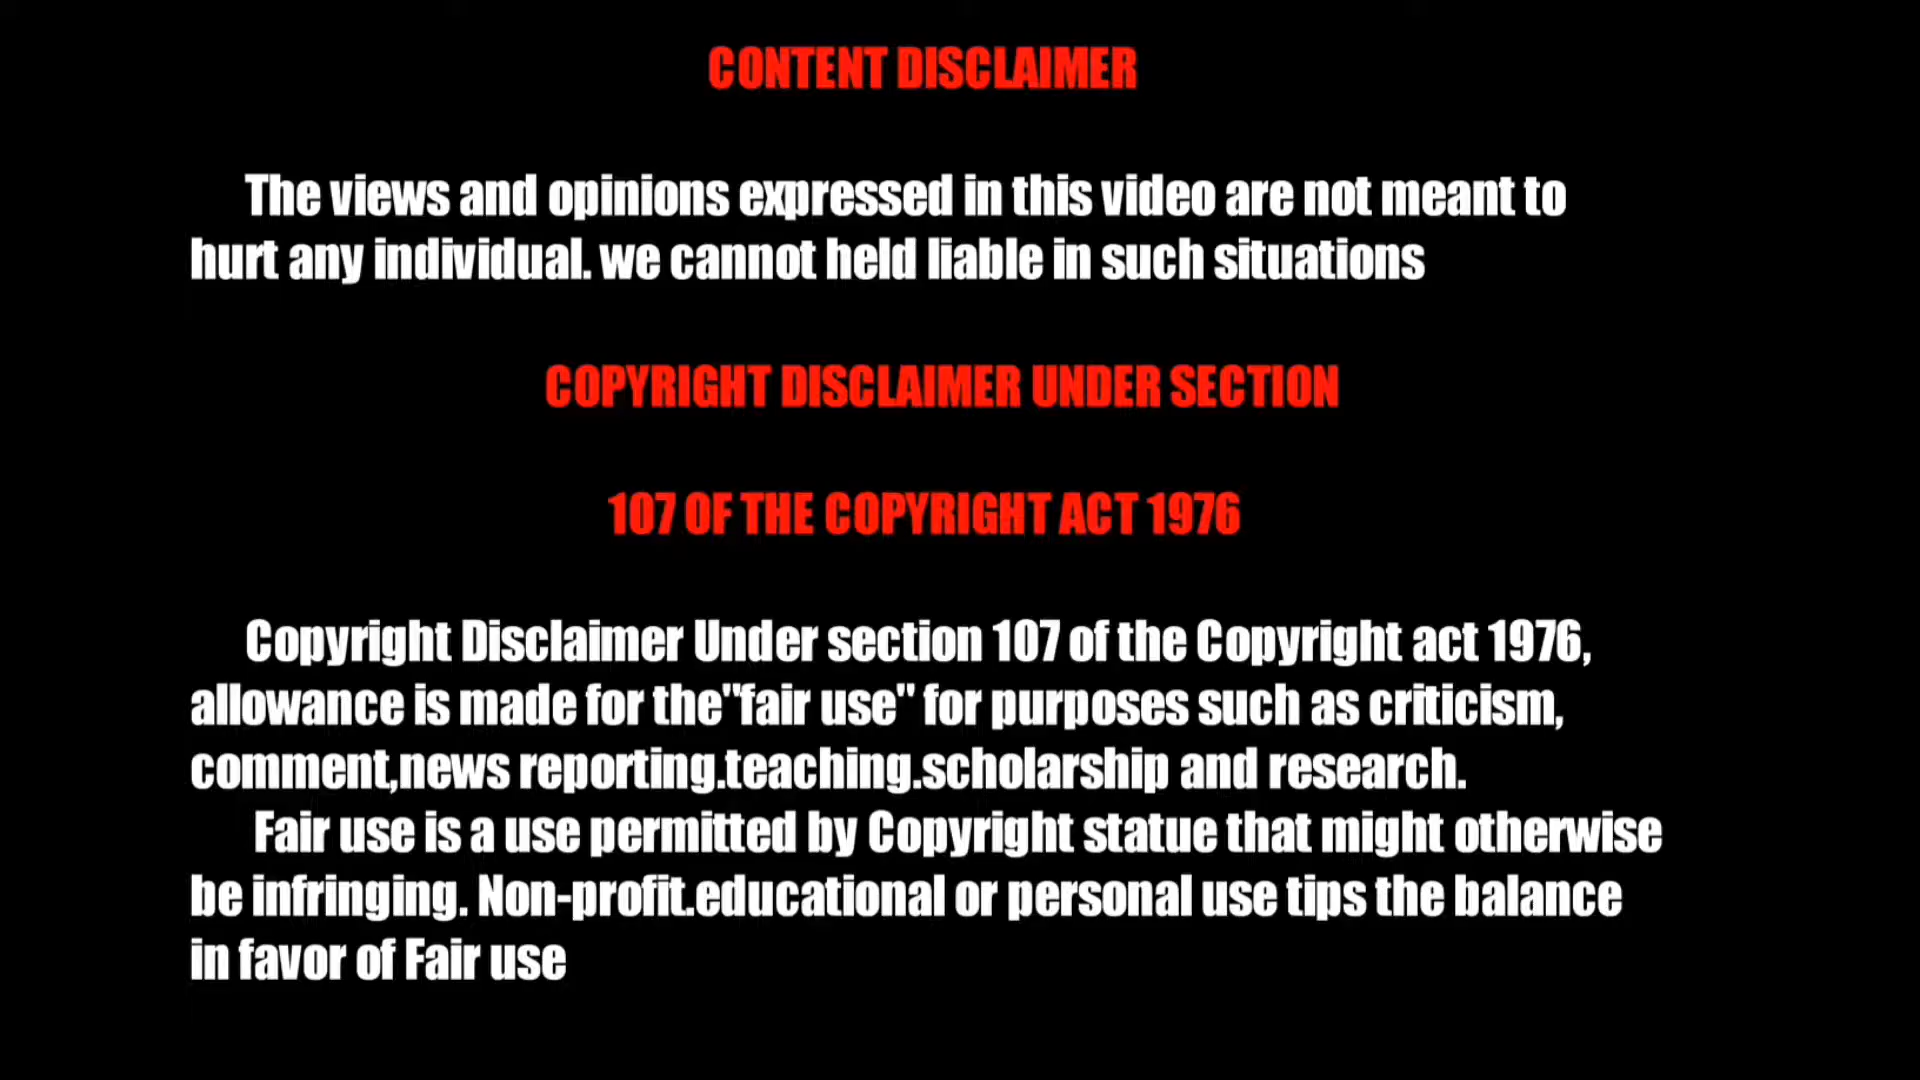 CONTENT DISCLAIMER
The views and opinions expressed in this video are not meant to
hurt any individual. we cannot held liable in such situations
COPYRIGHT DISCLAIMER UNDER SECTION
107 OF THE COPYRIGHT ACT 1976
Copyright Disclaimer Under section 107 of the Copyright act 1976,
allowance is made for the"fair use" for purposes such as criticism,
comment,news reporting.teaching.scholarship and research.
Fair use is a use permitted by Copyright statue that might otherwise
be infringing. Non-profit.educational or personal use tips the balance
in favor of Fair use